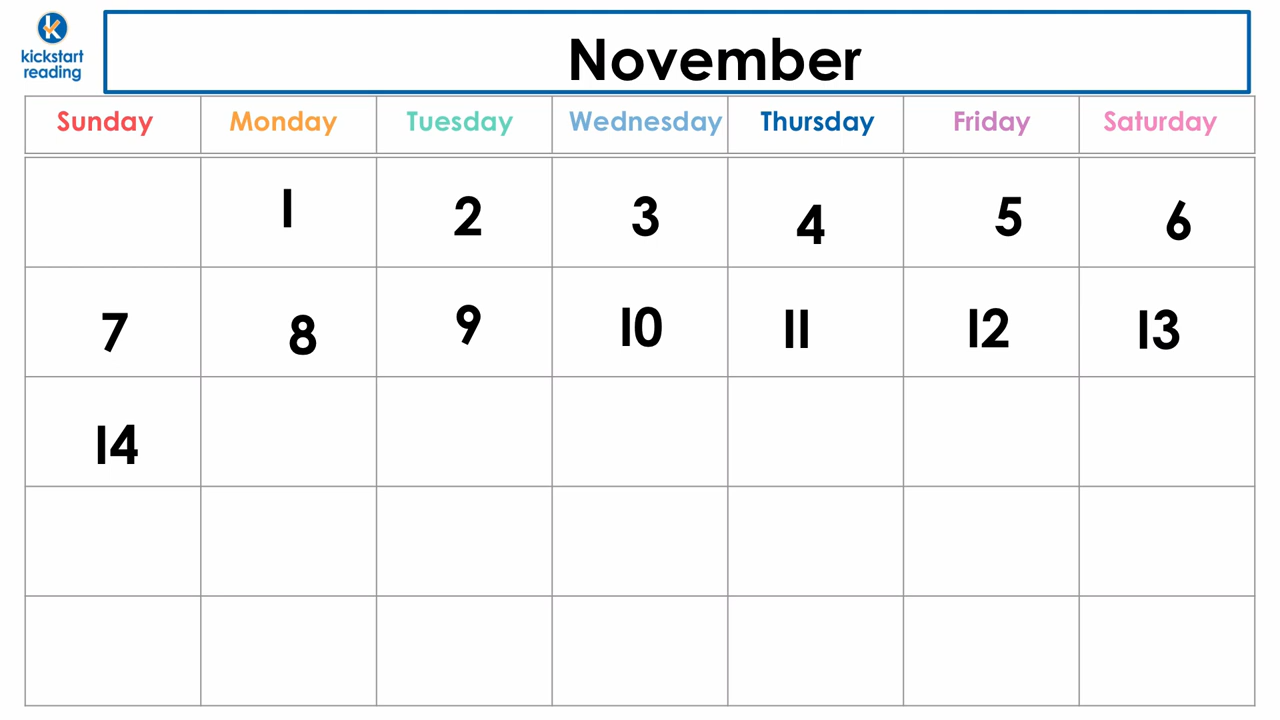 kickstart
reading
November
Sunday Monday Tuesday Wednesday Thursday Friday Saturday
1 2 3 4 5 6
7 8 9 10 11 12 13
14